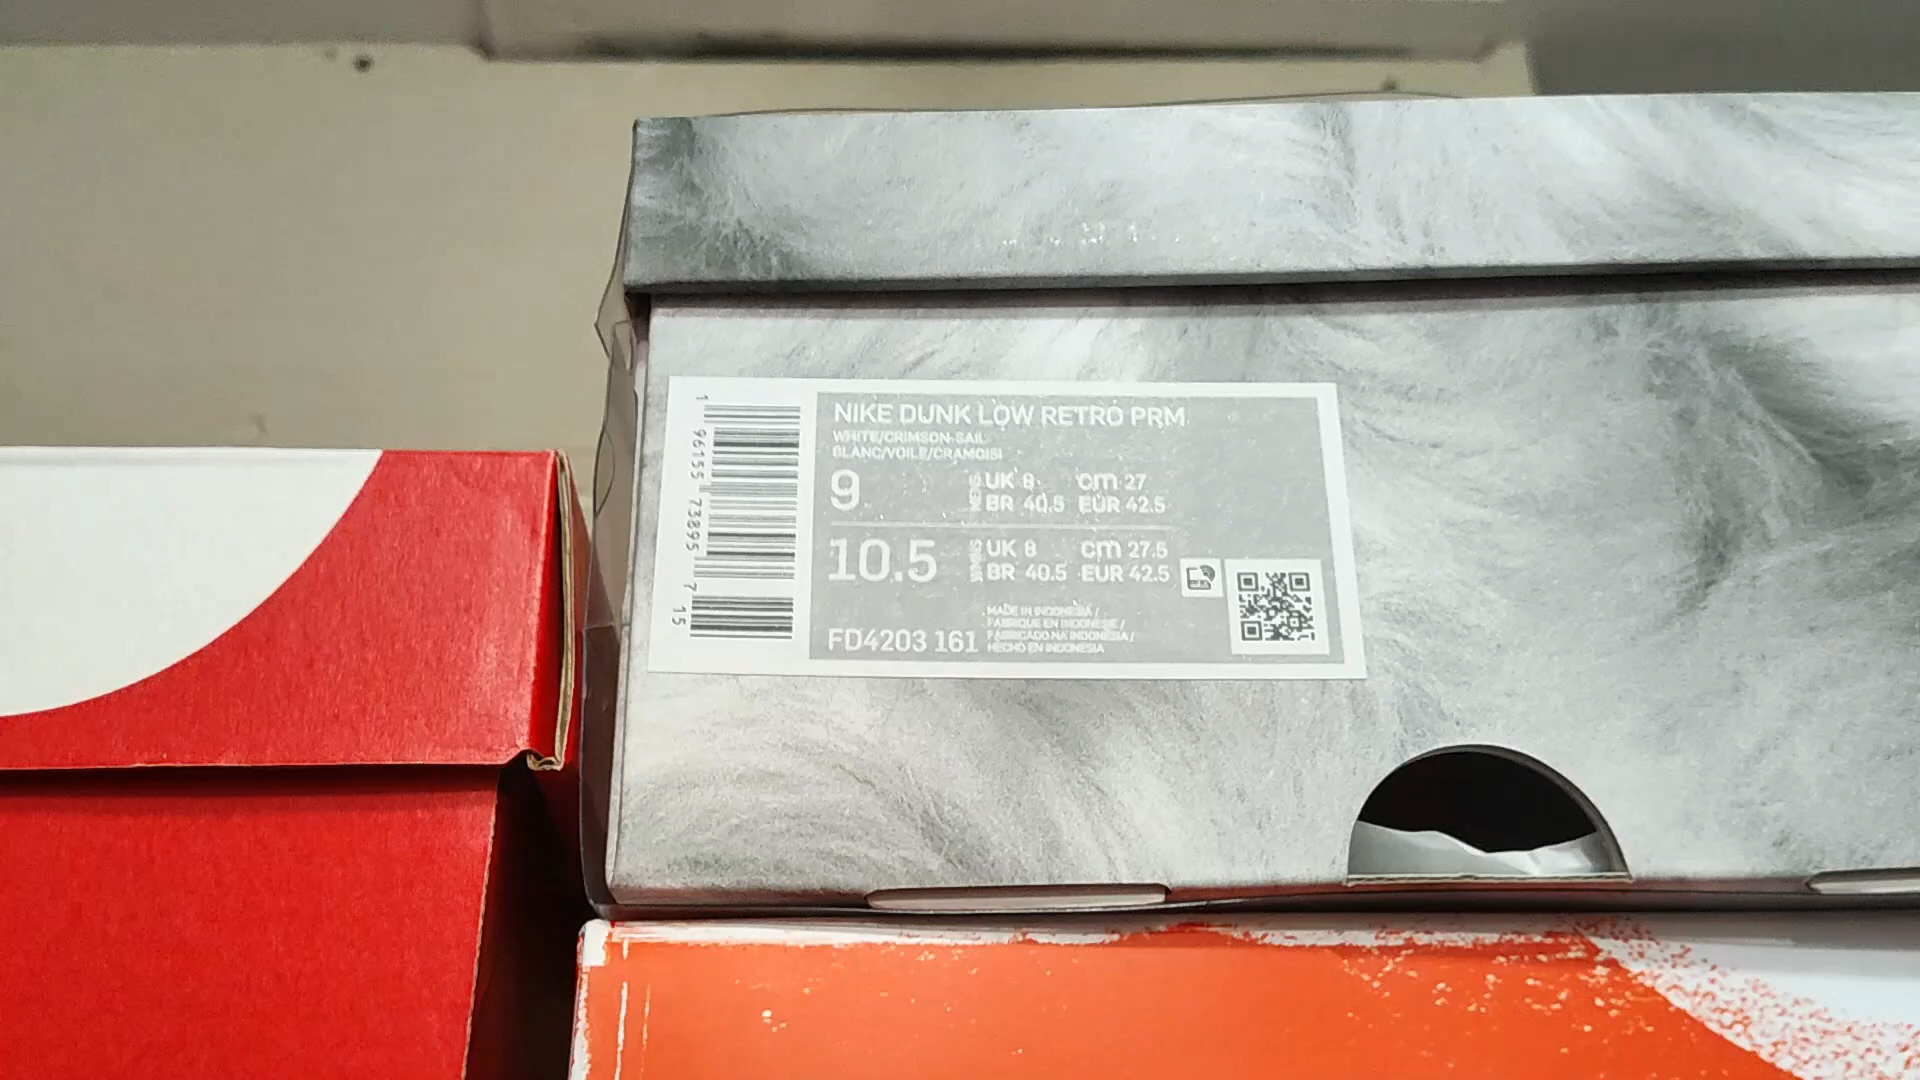 NIKE DUNK LOW RETRO PRM
WHITE/CRIMSON-SAIL
BLANC/VOILE/CRAMOISI
9 MENS UK 8 cm 27
BR 40.5 EUR 42.5
10.5 WMNS UK 8 cm 27.5
BR 40.5 EUR 42.5
FD4203 161
MADE IN INDONESIA /
FABRIQUE EN INDONESIE /
FABRICADO NA INDONESIA /
HECHO EN INDONESIA
1 96155 73895 7 15